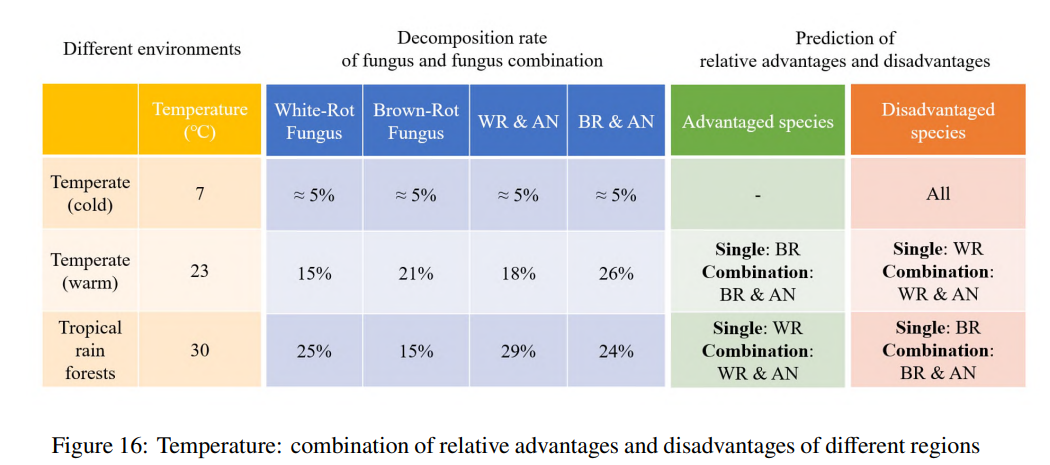 Different environments
Decomposition rate
of fungus and fungus combination
Prediction of
relative advantages and disadvantages
Temperature
(℃)
White-Rot
Fungus
Brown-Rot
Fungus
WR & AN
BR & AN
Advantaged species
Disadvantaged
species
Temperate
(cold)
7
≈ 5%
≈ 5%
≈ 5%
≈ 5%
-
All
Temperate
(warm)
23
15%
21%
18%
26%
Single: BR
Combination:
BR & AN
Single: WR
Combination:
WR & AN
Tropical
rain
forests
30
25%
15%
29%
24%
Single: WR
Combination:
WR & AN
Single: BR
Combination:
BR & AN
Figure 16: Temperature: combination of relative advantages and disadvantages of different regions